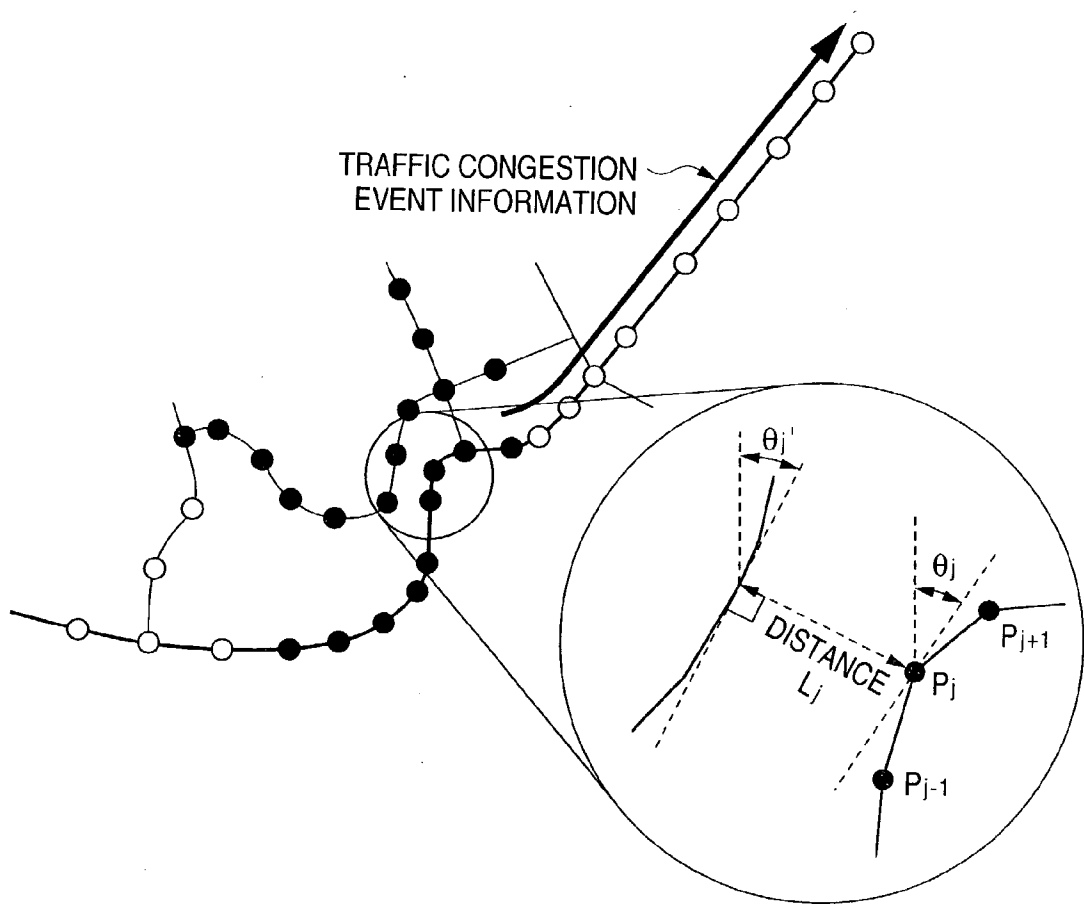 TRAFFIC CONGESTION
EVENT INFORMATION
θj'
θj
Pj+1
DISTANCE
Lj
Pj
Pj-1